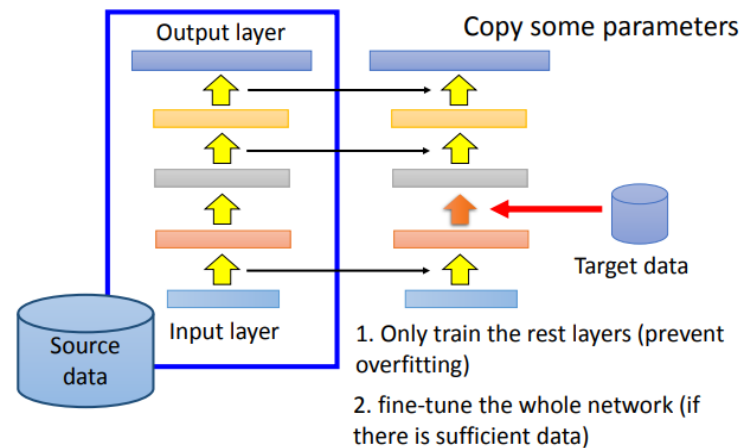 Output layer
Copy some parameters
Target data
Input layer
Source
data
1. Only train the rest layers (prevent
overfitting)
2. fine-tune the whole network (if
there is sufficient data)